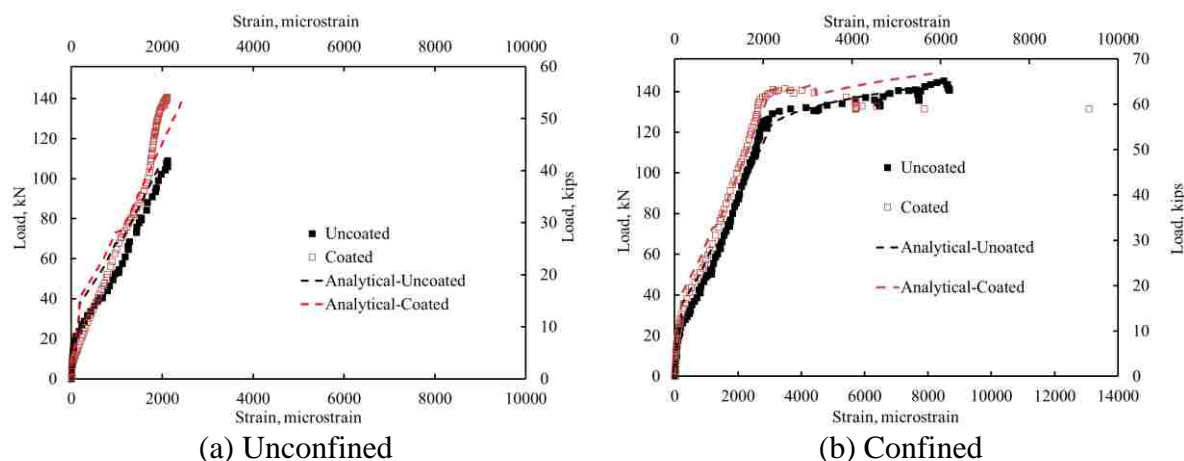 Strain, microstrain
0 2000 4000 6000 8000 10000
140
120
100
80
60
40
20
0
Load, kN
60
50
40
30
20
10
0
Load, kips
Uncoated
Coated
Analytical-Uncoated
Analytical-Coated
0 2000 4000 6000 8000 10000
Strain, microstrain
(a) Unconfined
Strain, microstrain
0 2000 4000 6000 8000 10000
140
120
100
80
60
40
20
0
Load, kN
70
60
50
40
30
20
10
0
Load, kips
Uncoated
Coated
Analytical-Unoated
Analytical-Coated
0 2000 4000 6000 8000 10000 12000 14000
Strain, microstrain
(b) Confined